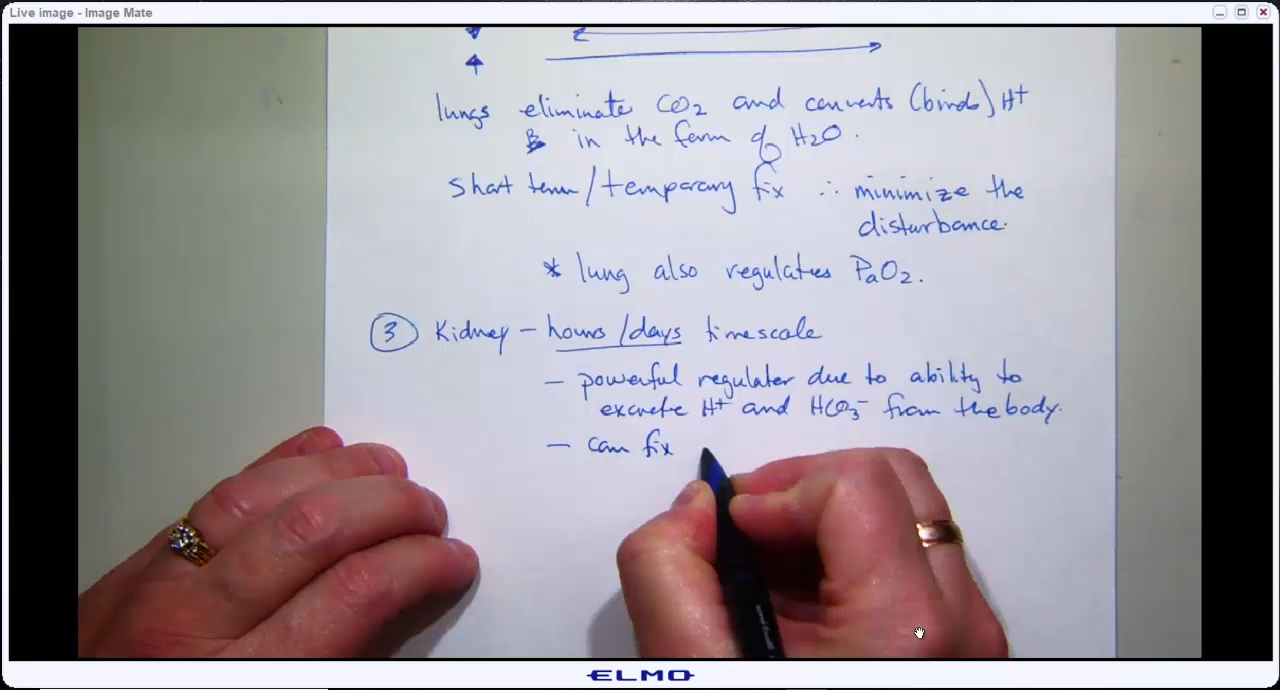 Live image - Image Mate
lungs eliminate CO2 and converts (binds) H+
in the form of H2O.
Short term/temporary fix ∴ minimize the
disturbance.
* lung also regulates PaO2.
3 Kidney - hours/days timescale
- powerful regulater due to ability to
excrete H+ and HCO3- from the body.
- can fix
ELMO